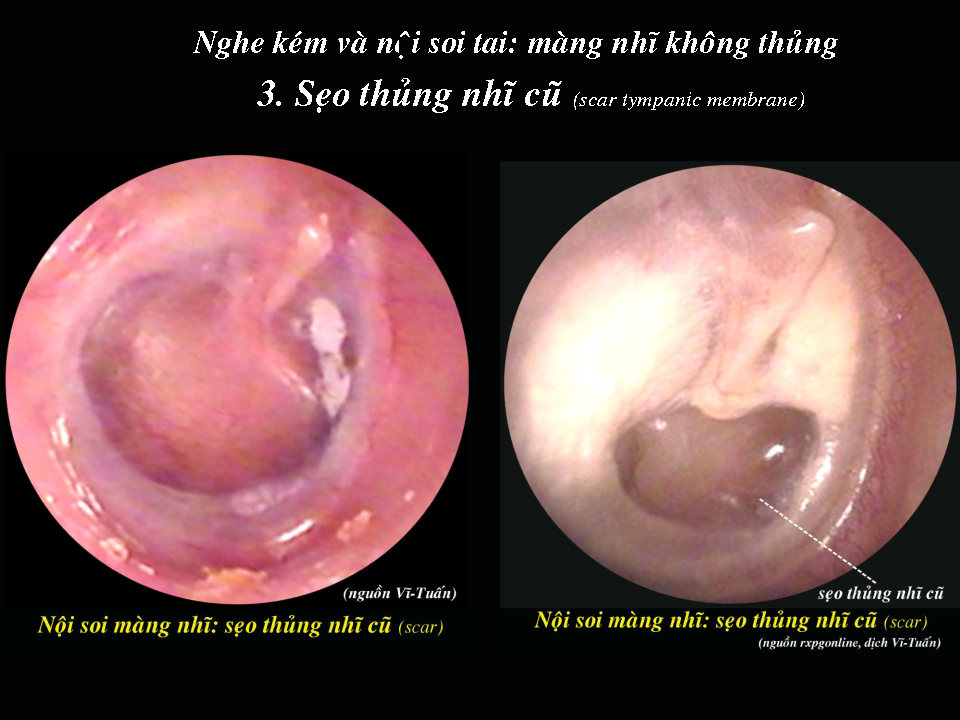 Nghe kém và nội soi tai: màng nhĩ không thủng
3. Sẹo thủng nhĩ cũ (scar tympanic membrane)
(nguồn Vĩ-Tuấn)
Nội soi màng nhĩ: sẹo thủng nhĩ cũ (scar)
sẹo thủng nhĩ cũ
Nội soi màng nhĩ: sẹo thủng nhĩ cũ (scar)
(nguồn rxpgonline, dịch Vĩ-Tuấn)